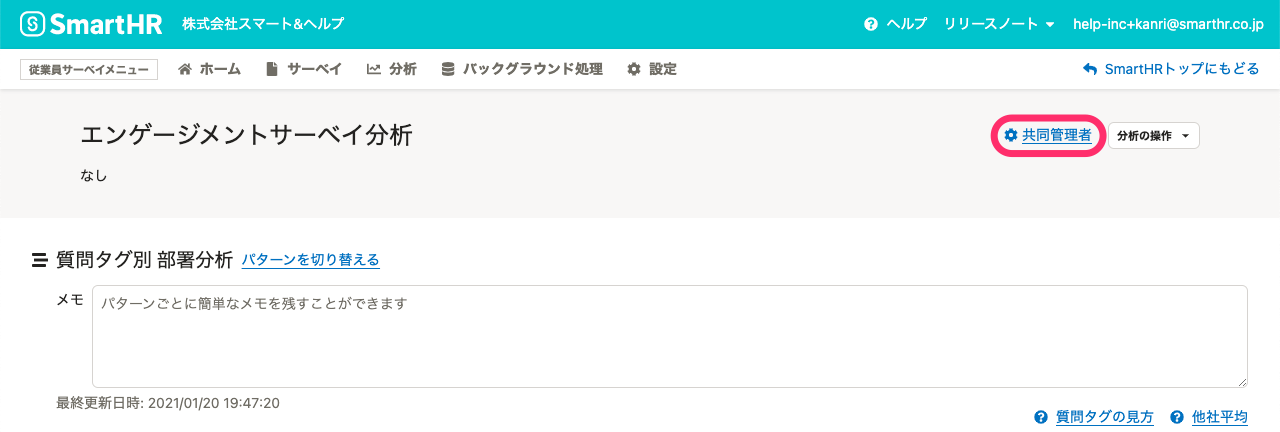 SmartHR 株式会社スマート&ヘルプ ヘルプ リリースノート help-inc+kanri@smarthr.co.jp
従業員サーベイメニュー ホーム サーベイ 分析 バックグラウンド処理 設定 SmartHRトップにもどる
エンゲージメントサーベイ分析 共同管理者 分析の操作
なし
質問タグ別 部署分析 パターンを切り替える
メモ パターンごとに簡単なメモを残すことができます
最終更新日時: 2021/01/20 19:47:20
質問タグの見方 他社平均